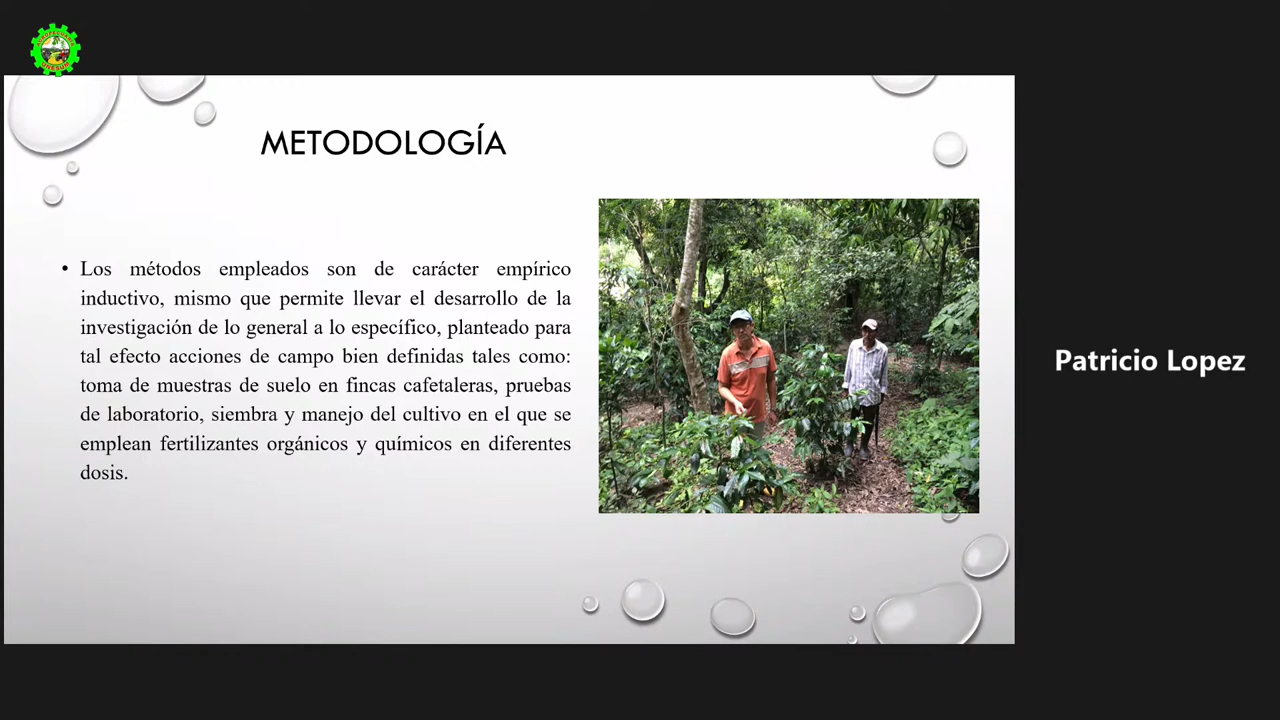 METODOLOGÍA
• Los métodos empleados son de carácter empírico
inductivo, mismo que permite llevar el desarrollo de la
investigación de lo general a lo específico, planteado para
tal efecto acciones de campo bien definidas tales como:
toma de muestras de suelo en fincas cafetaleras, pruebas
de laboratorio, siembra y manejo del cultivo en el que se
emplean fertilizantes orgánicos y químicos en diferentes
dosis.
Patricio Lopez